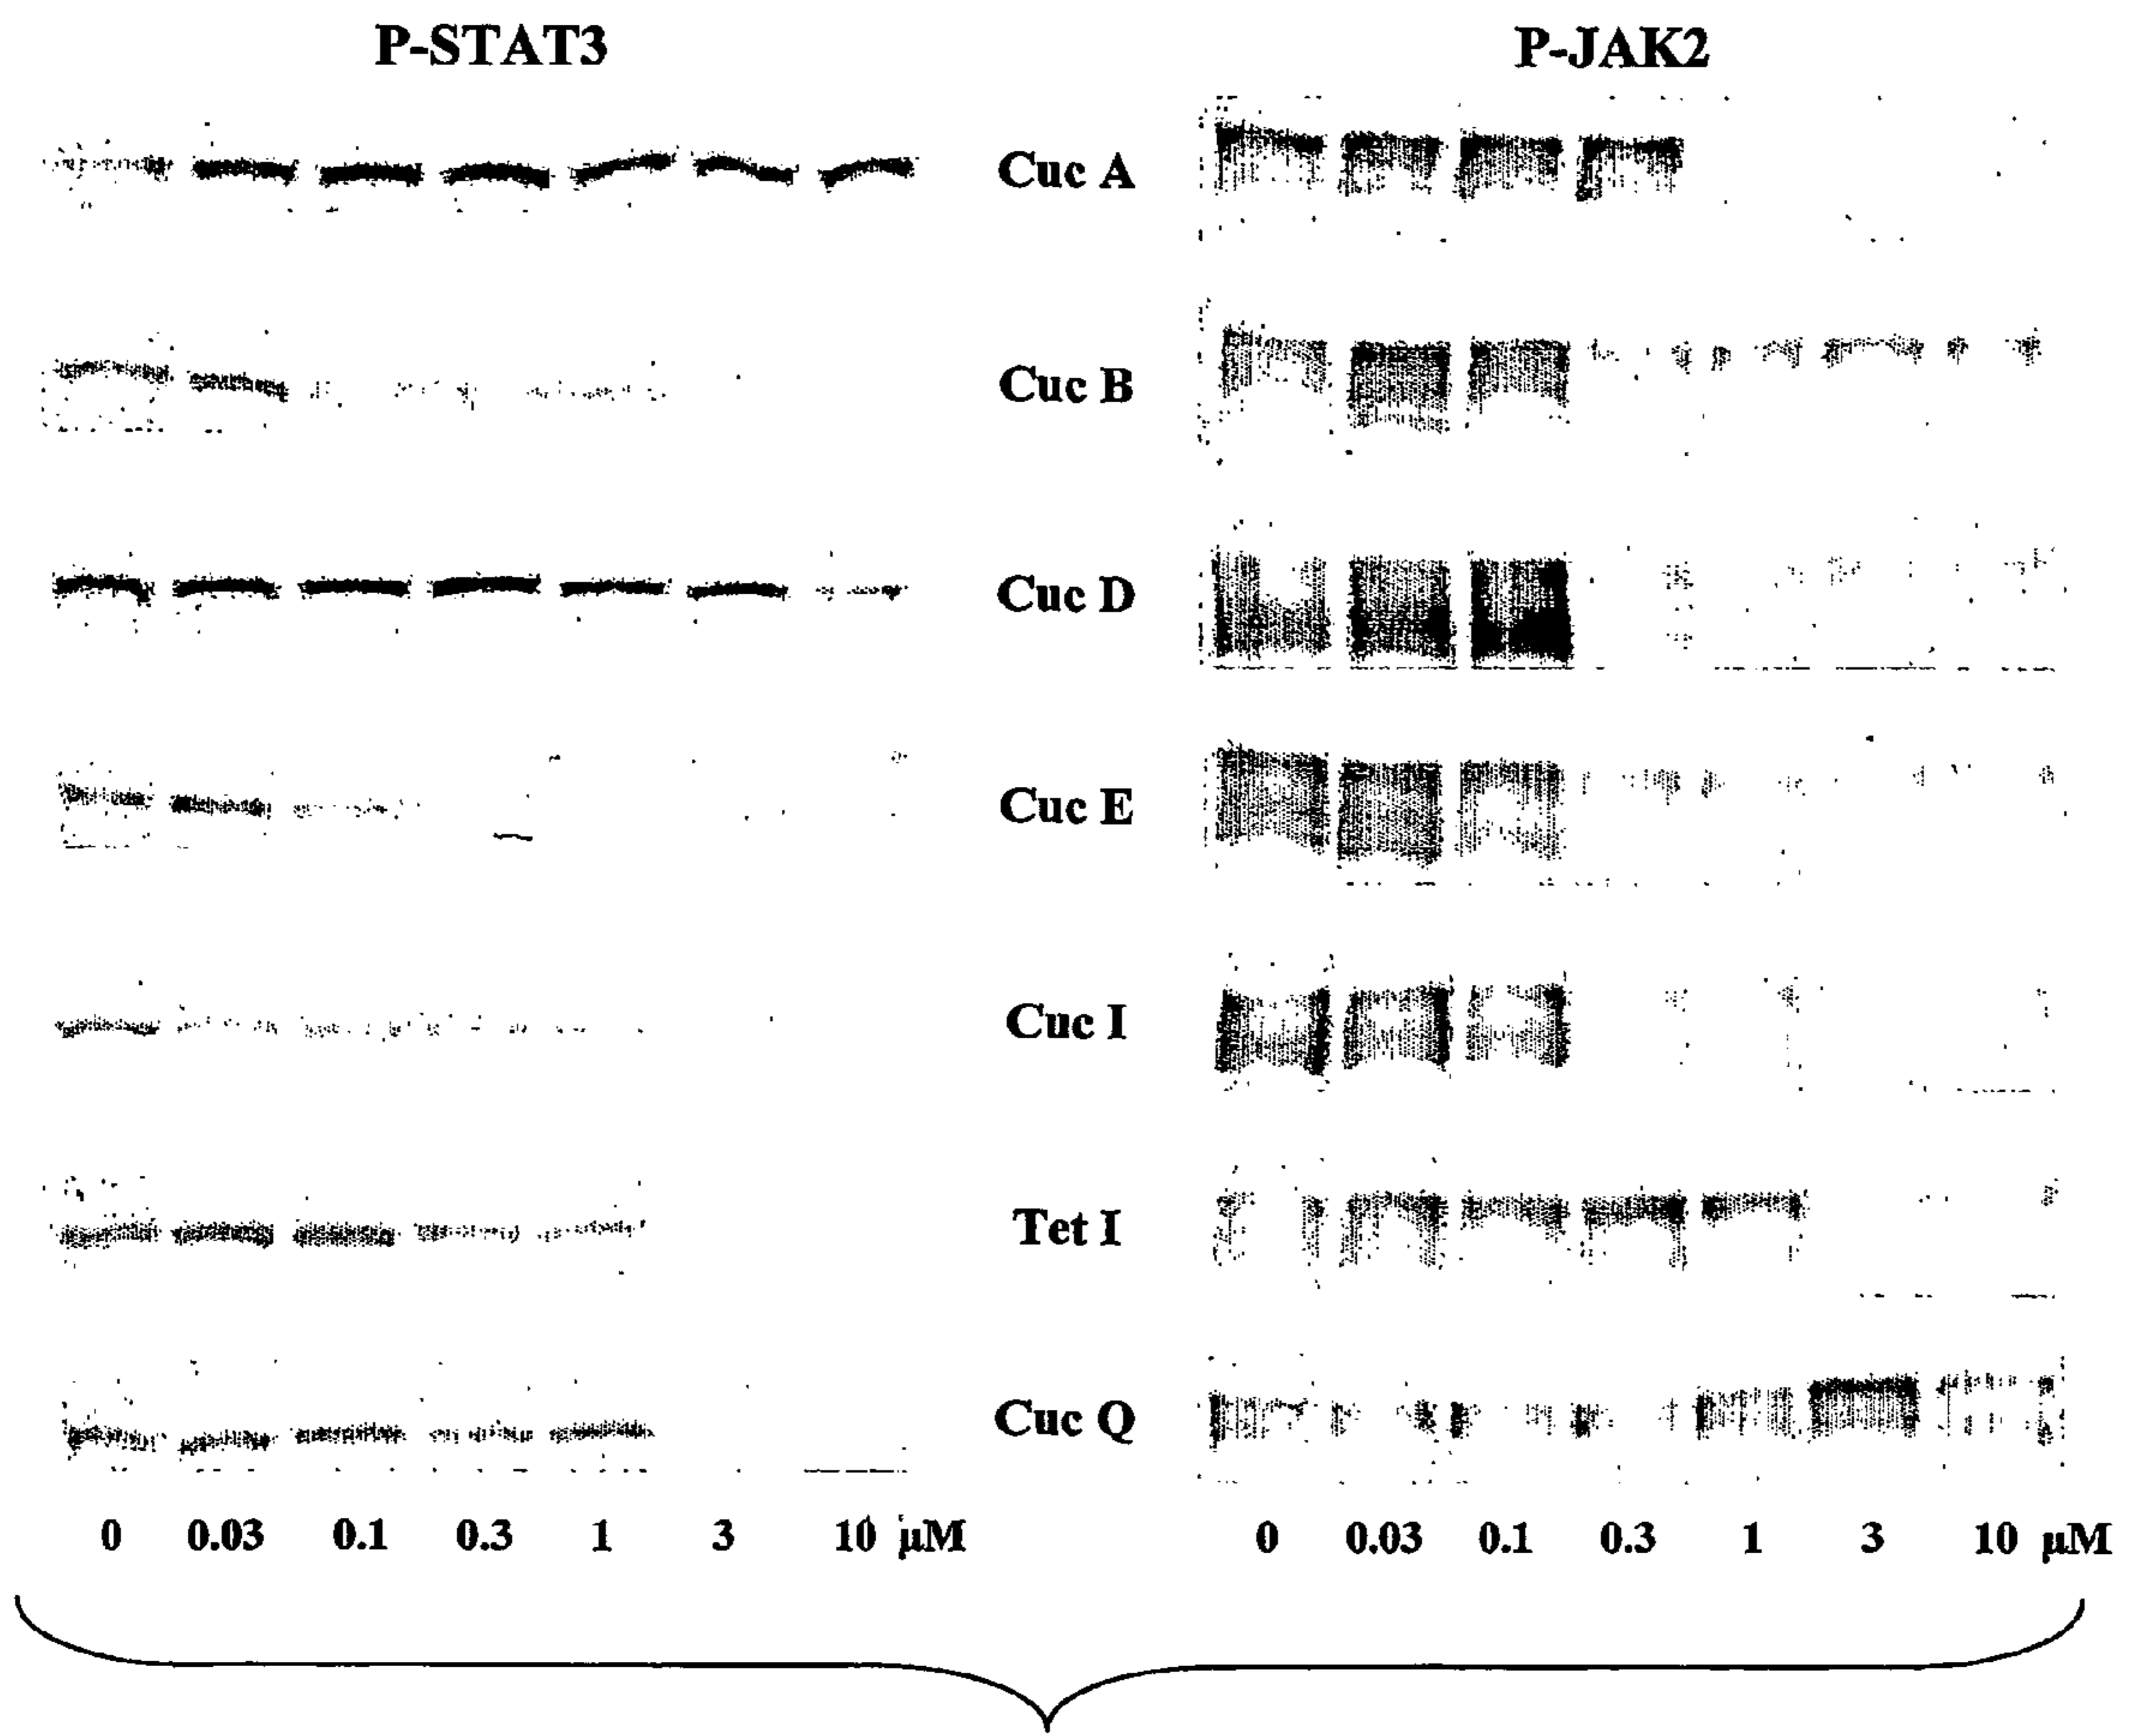 P-STAT3 P-JAK2
Cuc A
Cuc B
Cuc D
Cuc E
Cuc I
Tet I
Cuc Q
0 0.03 0.1 0.3 1 3 10 µM 0 0.03 0.1 0.3 1 3 10 µM